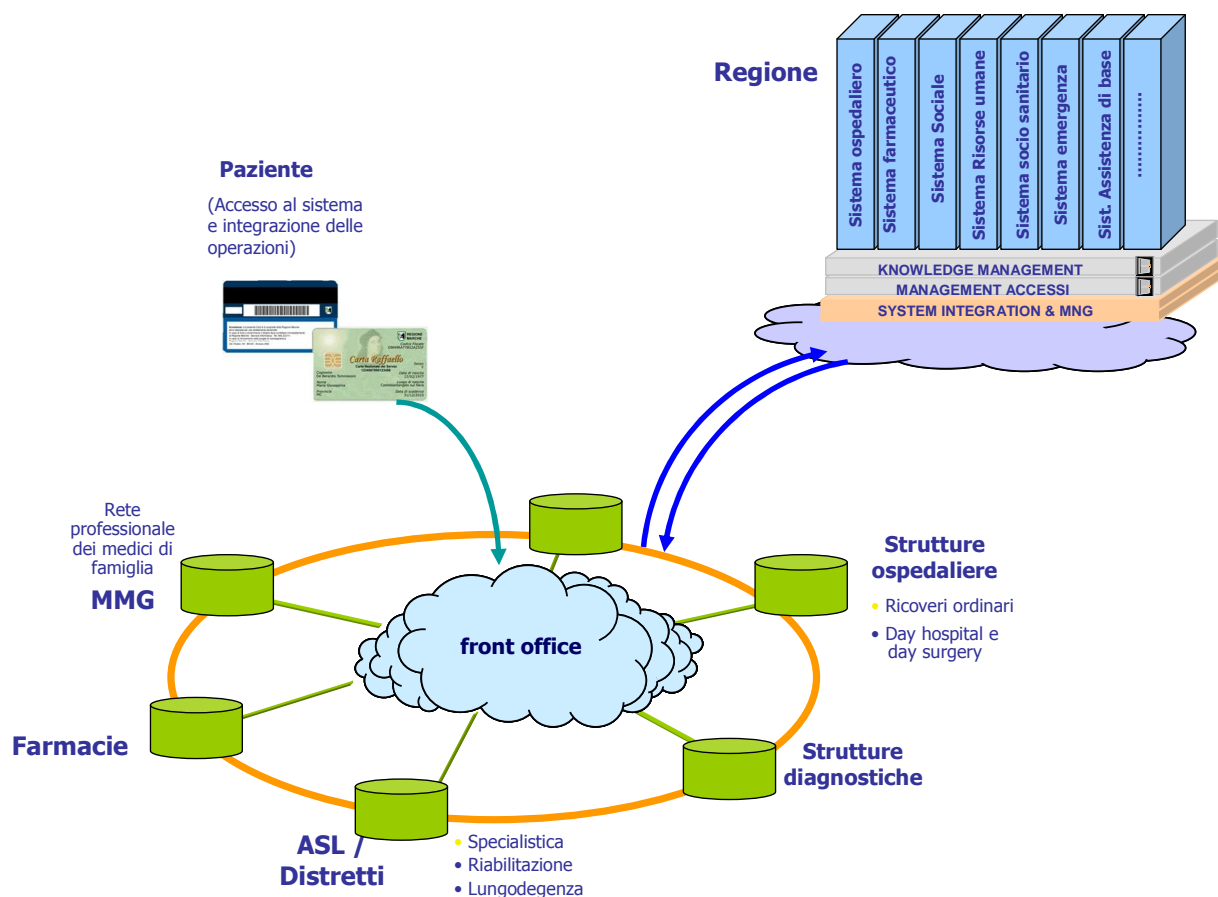 Regione
Sistema ospedaliero
Sistema farmaceutico
Sistema Sociale
Sistema Risorse umane
Sistema socio sanitario
Sistema emergenza
Sist. Assistenza di base
................
KNOWLEDGE MANAGEMENT
MANAGEMENT ACCESSI
SYSTEM INTEGRATION & MNG
Paziente
(Accesso al sistema
e integrazione delle
operazioni)
REGIONE
MARCHE
Carta Raffaello
Rete
professionale
dei medici di
famiglia
MMG
front office
Strutture
ospedaliere
• Ricoveri ordinari
• Day hospital e
day surgery
Farmacie
Strutture
diagnostiche
ASL /
Distretti
• Specialistica
• Riabilitazione
• Lungodegenza